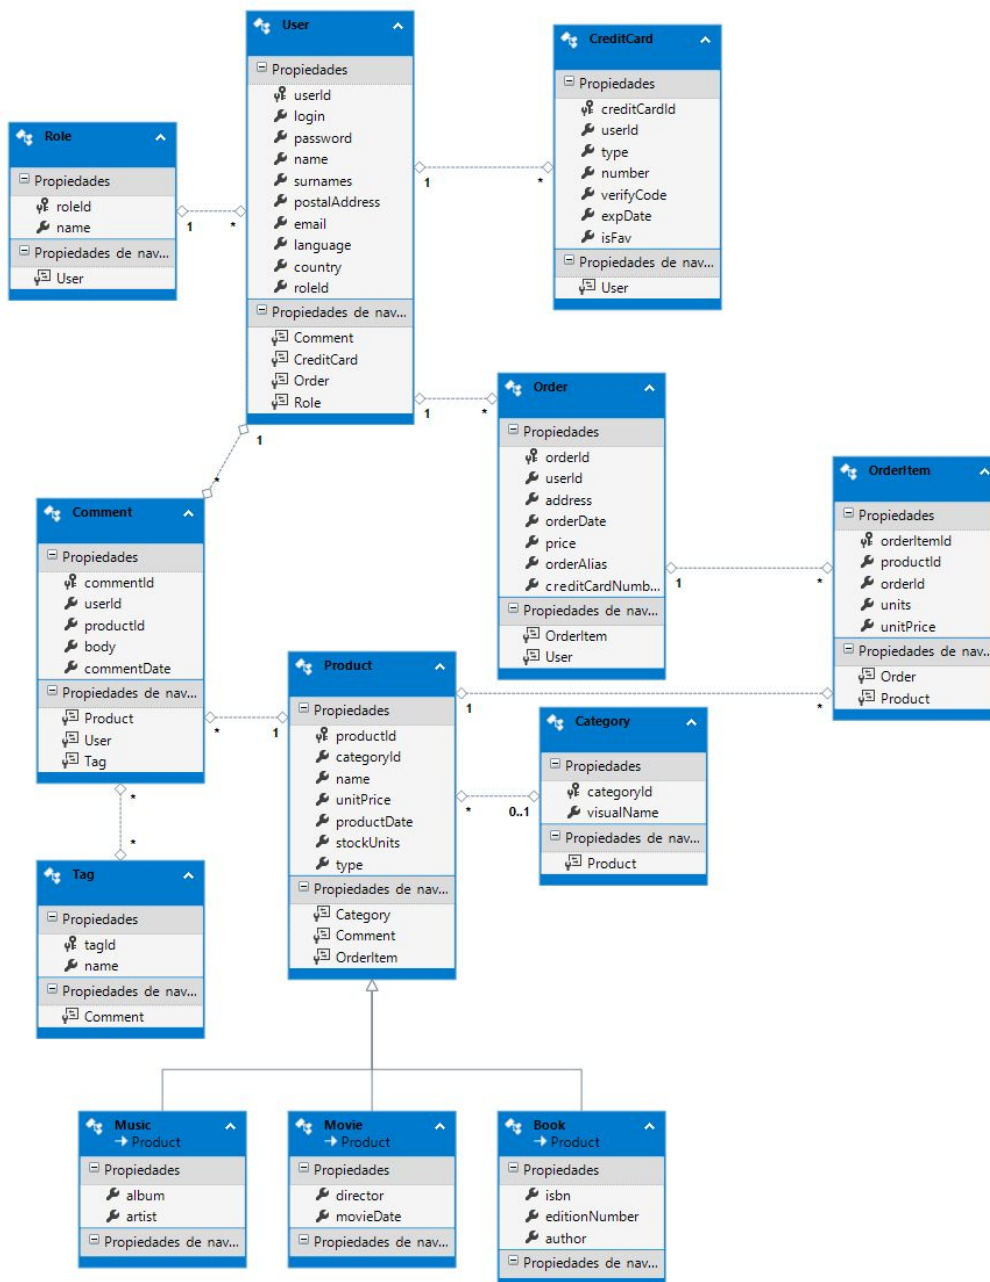 User
Propiedades
userId
login
password
name
surnames
postalAddress
email
language
country
roleId
Propiedades de nav...
Comment
CreditCard
Order
Role
CreditCard
Propiedades
creditCardId
userId
type
number
verifyCode
expDate
isFav
Propiedades de nav...
User
Role
Propiedades
roleId
name
Propiedades de nav...
User
1
*
1
*
1
*
1
*
Order
Propiedades
orderId
userId
address
orderDate
price
orderAlias
creditCardNumb...
Propiedades de nav...
OrderItem
User
OrderItem
Propiedades
orderItemId
productId
orderId
units
unitPrice
Propiedades de nav...
Order
Product
1
*
Comment
Propiedades
commentId
userId
productId
body
commentDate
Propiedades de nav...
Product
User
Tag
*
1
Product
Propiedades
productId
categoryId
name
unitPrice
productDate
stockUnits
type
Propiedades de nav...
Category
Comment
OrderItem
1
*
*
0..1
Category
Propiedades
categoryId
visualName
Propiedades de nav...
Product
*
*
Tag
Propiedades
tagId
name
Propiedades de nav...
Comment
Music
Product
Propiedades
album
artist
Propiedades de nav...
Movie
Product
Propiedades
director
movieDate
Propiedades de nav...
Book
Product
Propiedades
isbn
editionNumber
author
Propiedades de nav...